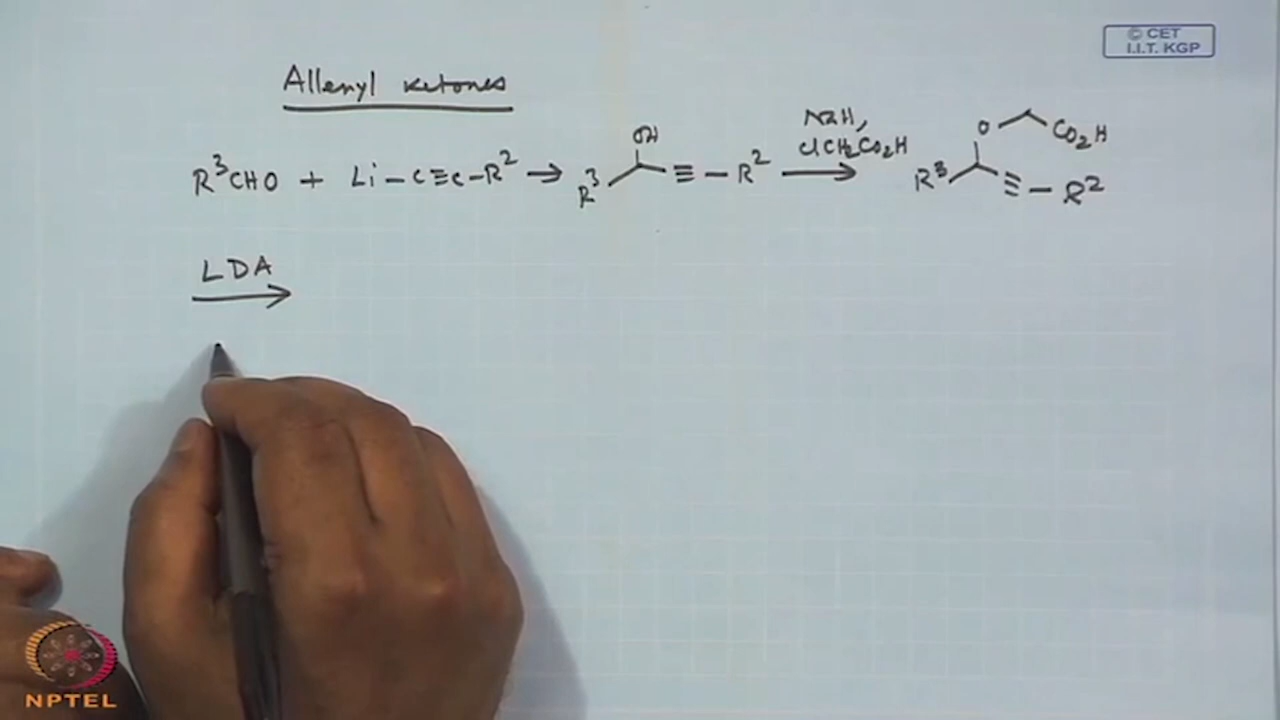 © CET
I.I.T. KGP
Allenyl ketones
R³CHO + Li-C≡C-R² → R³ OH ≡ - R² NaH, ClCH₂CO₂H → R³ O CO₂H ≡ - R²
LDA
NPTEL